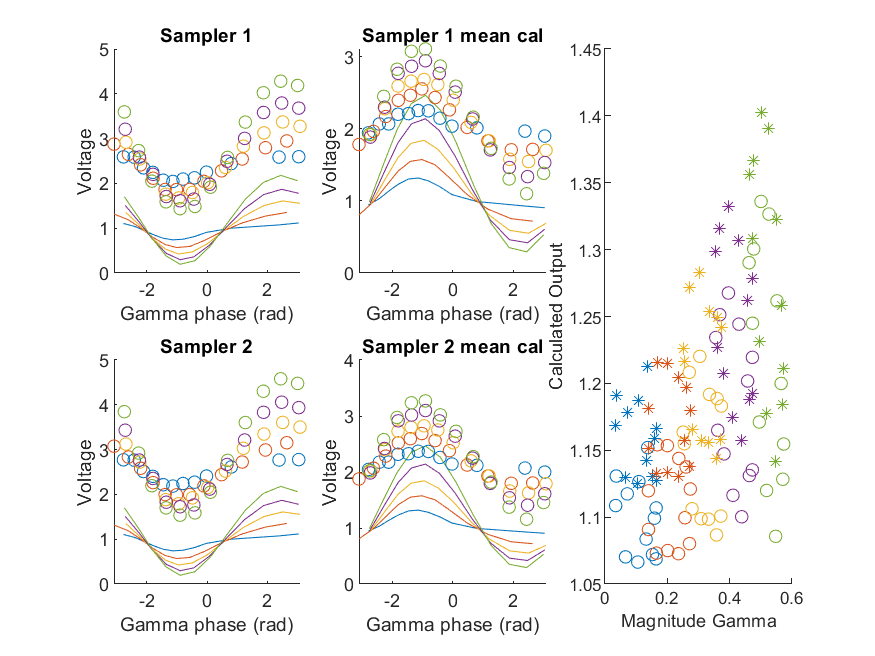 Sampler 1
5
4
3
2
1
0
Voltage
-2 0 2
Gamma phase (rad)
Sampler 1 mean cal
3
2
1
0
Voltage
-2 0 2
Gamma phase (rad)
Sampler 2
5
4
3
2
1
0
Voltage
-2 0 2
Gamma phase (rad)
Sampler 2 mean cal
4
3
2
1
0
Voltage
-2 0 2
Gamma phase (rad)
1.45
1.4
1.35
1.3
1.25
1.2
1.15
1.1
1.05
Calculated Output
0 0.2 0.4 0.6
Magnitude Gamma